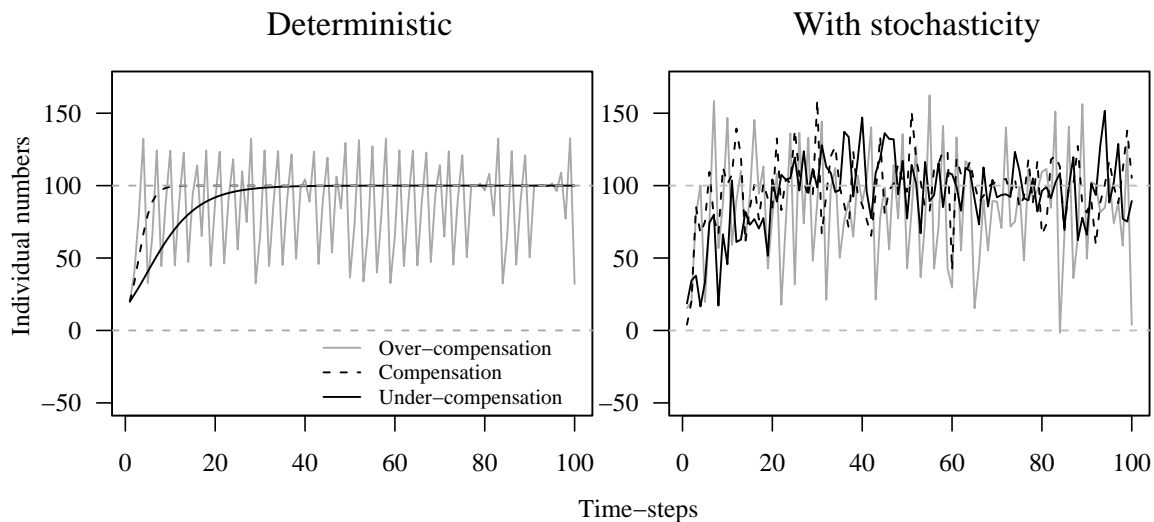 Deterministic
With stochasticity
Individual numbers
150
100
50
0
−50
Over−compensation
Compensation
Under−compensation
0 20 40 60 80 100
150
100
50
0
−50
0 20 40 60 80 100
Time−steps